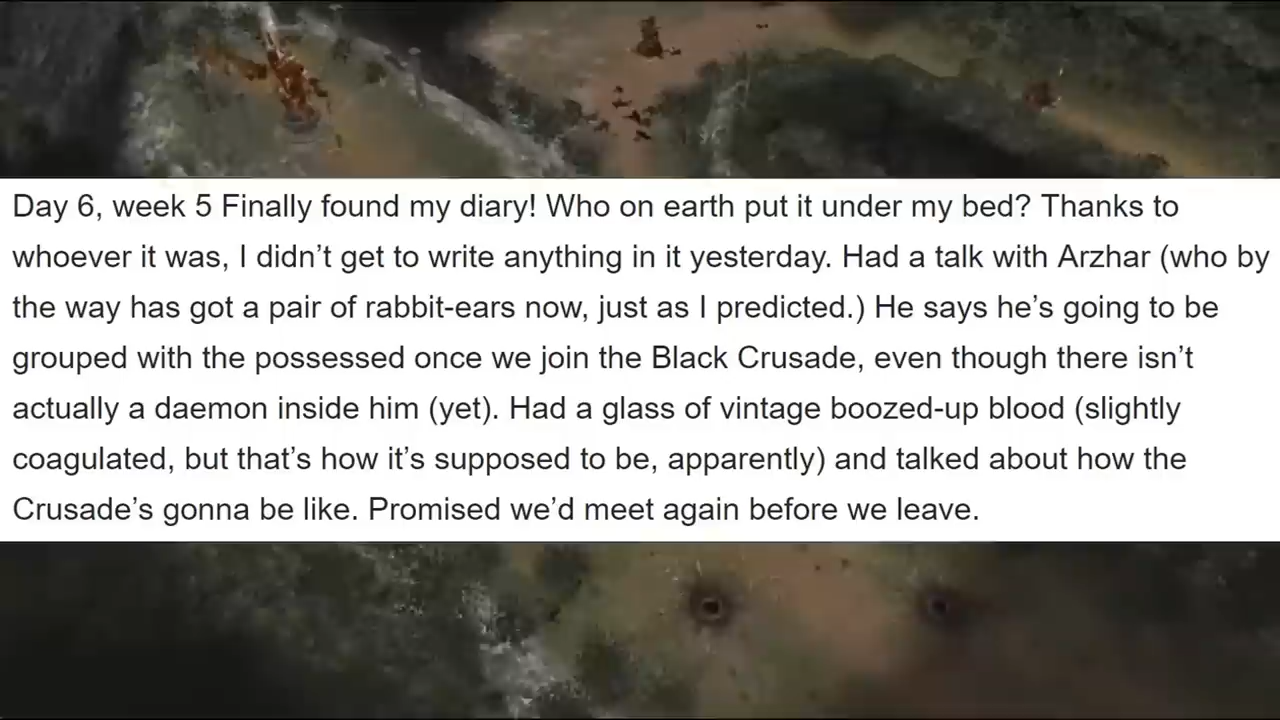 Day 6, week 5 Finally found my diary! Who on earth put it under my bed? Thanks to
whoever it was, I didn’t get to write anything in it yesterday. Had a talk with Arzhar (who by
the way has got a pair of rabbit-ears now, just as I predicted.) He says he’s going to be
grouped with the possessed once we join the Black Crusade, even though there isn’t
actually a daemon inside him (yet). Had a glass of vintage boozed-up blood (slightly
coagulated, but that’s how it’s supposed to be, apparently) and talked about how the
Crusade’s gonna be like. Promised we’d meet again before we leave.